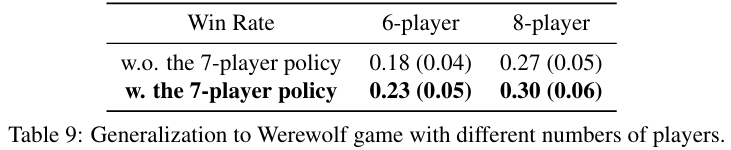 Win Rate 6-player 8-player
w.o. the 7-player policy 0.18 (0.04) 0.27 (0.05)
w. the 7-player policy 0.23 (0.05) 0.30 (0.06)
Table 9: Generalization to Werewolf game with different numbers of players.